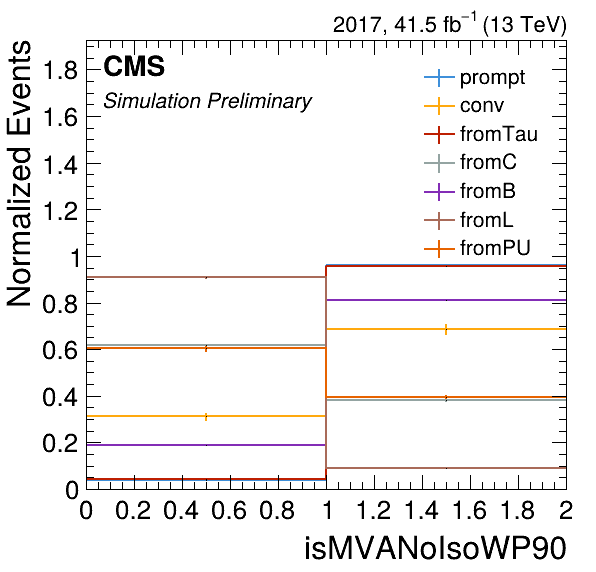 2017, 41.5 fb⁻¹ (13 TeV)
CMS
Simulation Preliminary
prompt
conv
fromTau
fromC
fromB
fromL
fromPU
Normalized Events
1.8
1.6
1.4
1.2
1
0.8
0.6
0.4
0.2
0
0 0.2 0.4 0.6 0.8 1 1.2 1.4 1.6 1.8 2
isMVANoIsoWP90